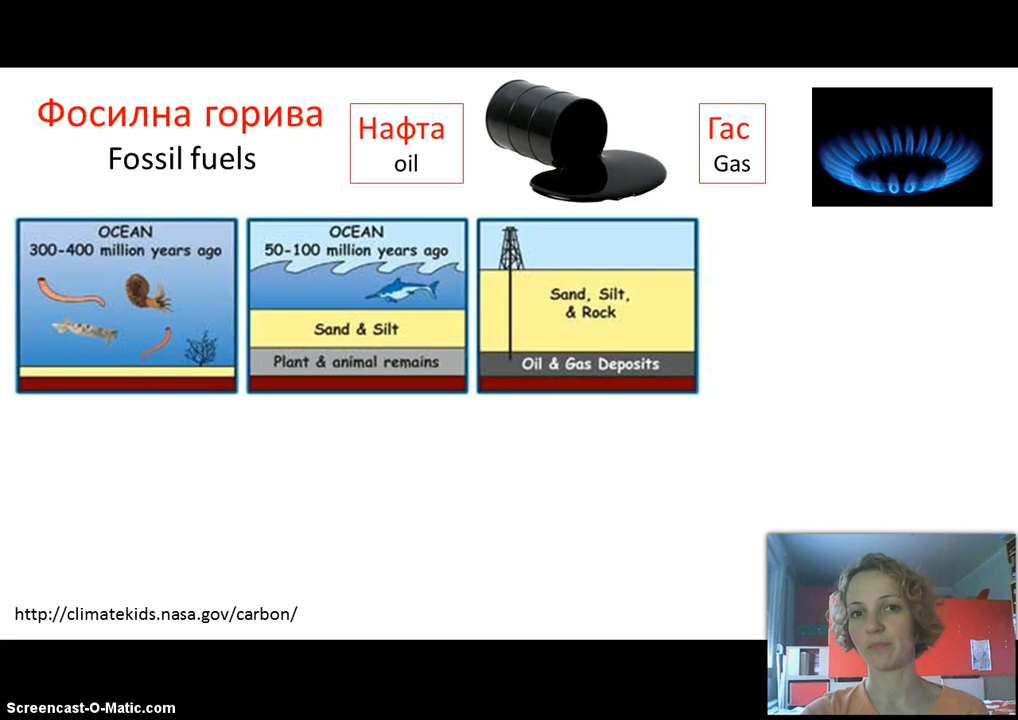 Фосилна горива
Fossil fuels
Нафта
oil
Гас
Gas
OCEAN
300-400 million years ago
OCEAN
50-100 million years ago
Sand & Silt
Plant & animal remains
Sand, Silt,
& Rock
Oil & Gas Deposits
http://climatekids.nasa.gov/carbon/
Screencast-O-Matic.com